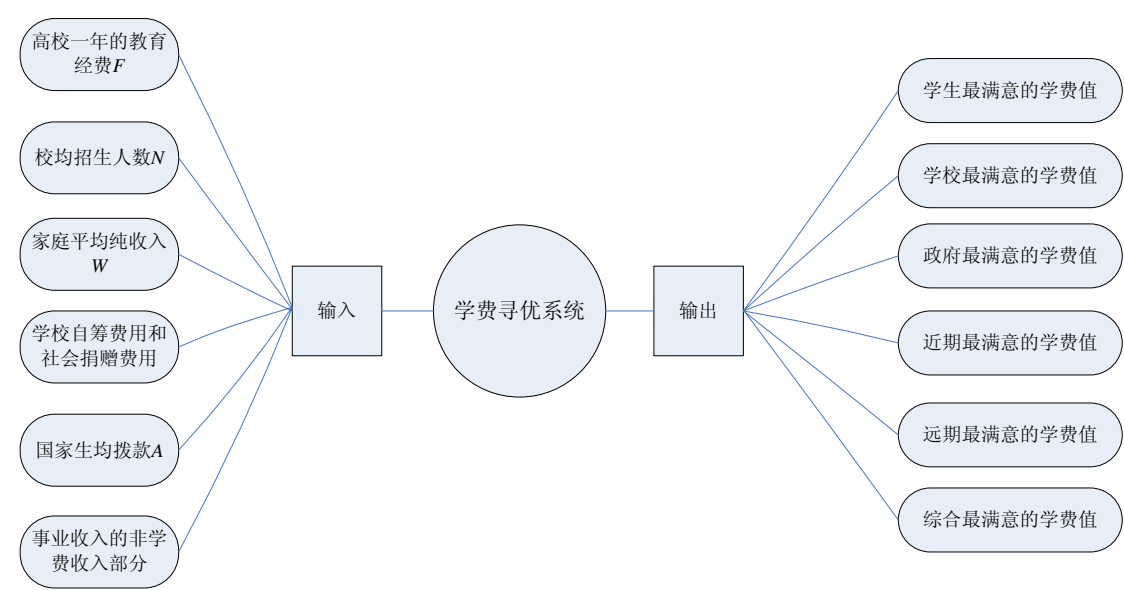 高校一年的教育
经费F
校均招生人数N
家庭平均纯收入
W
学校自筹费用和
社会捐赠费用
国家生均拨款A
事业收入的非学
费收入部分
输入
学费寻优系统
输出
学生最满意的学费值
学校最满意的学费值
政府最满意的学费值
近期最满意的学费值
远期最满意的学费值
综合最满意的学费值